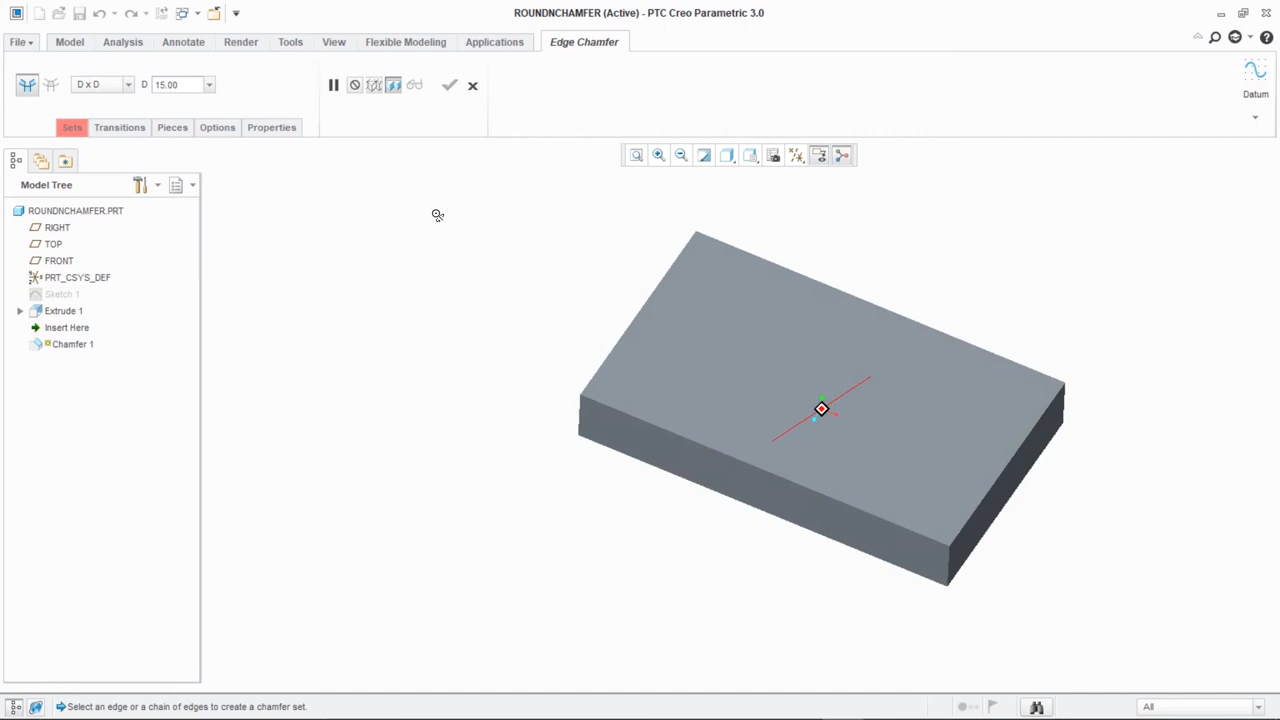 ROUNDNCHAMFER (Active) - PTC Creo Parametric 3.0
File Model Analysis Annotate Render Tools View Flexible Modeling Applications Edge Chamfer
D x D D 15.00
Datum
Sets Transitions Pieces Options Properties
Model Tree
ROUNDNCHAMFER.PRT
RIGHT
TOP
FRONT
PRT_CSYS_DEF
Sketch 1
Extrude 1
Insert Here
Chamfer 1
Select an edge or a chain of edges to create a chamfer set.
All